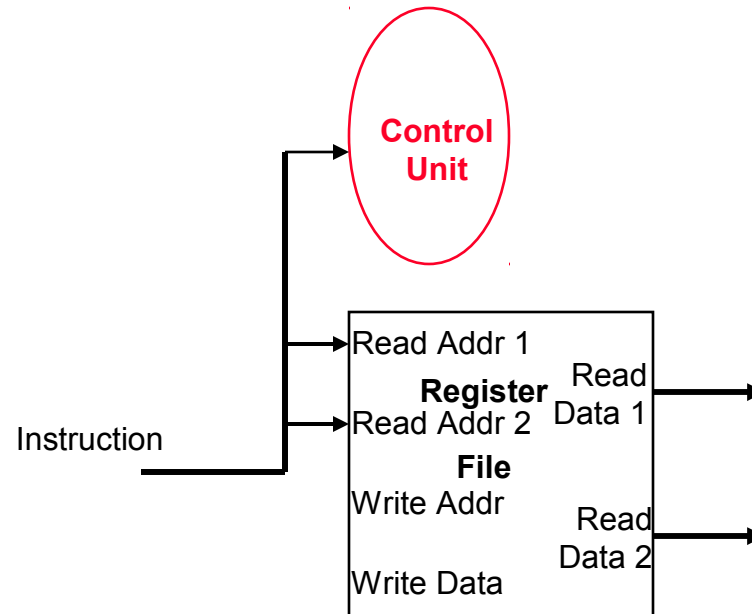 Control
Unit
Read Addr 1
Register
Read
Data 1
Read Addr 2
Instruction
File
Write Addr
Read
Data 2
Write Data